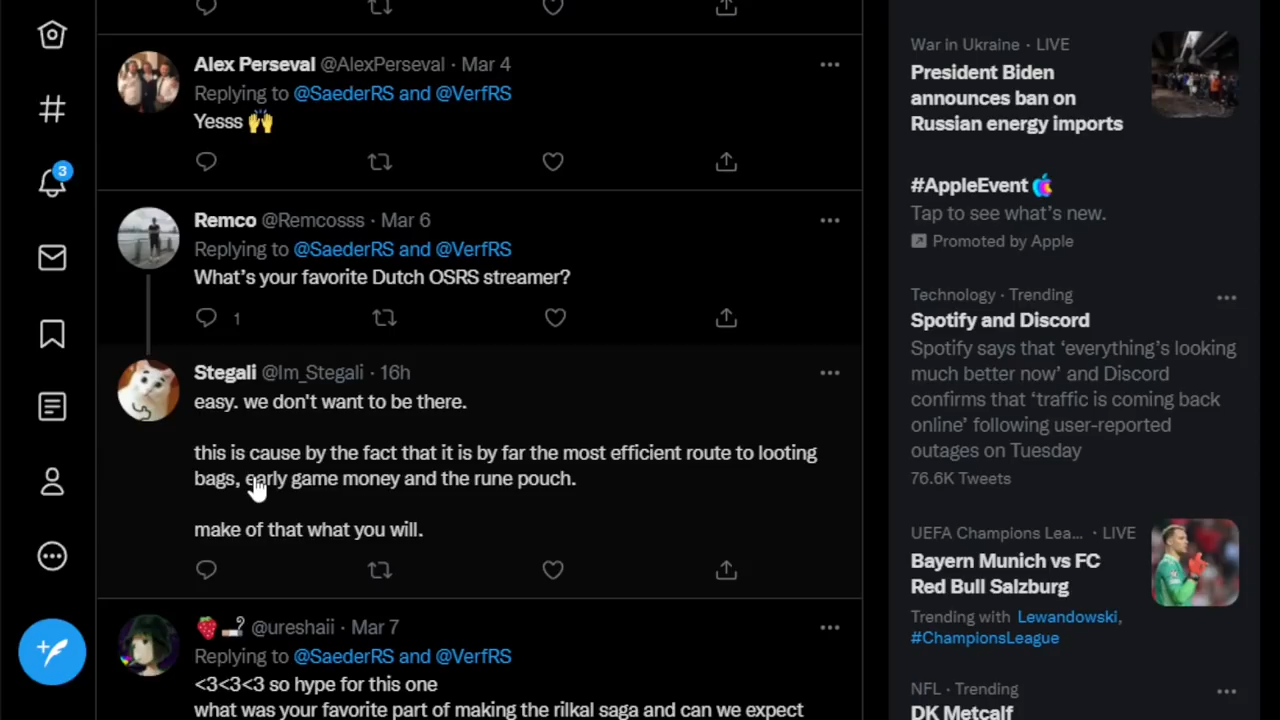 Alex Perseval @AlexPerseval · Mar 4
Replying to @SaederRS and @VerfRS
Yesss 🙌
3
Remco @Remcosss · Mar 6
Replying to @SaederRS and @VerfRS
What's your favorite Dutch OSRS streamer?
1
Stegali @Im_Stegali · 16h
easy. we don't want to be there.
this is cause by the fact that it is by far the most efficient route to looting
bags, early game money and the rune pouch.
make of that what you will.
🍓🚬 @ureshaii · Mar 7
Replying to @SaederRS and @VerfRS
<3<3<3 so hype for this one
what was your favorite part of making the rilkal saga and can we expect
War in Ukraine · LIVE
President Biden
announces ban on
Russian energy imports
#AppleEvent
Tap to see what's new.
Promoted by Apple
Technology · Trending
Spotify and Discord
Spotify says that ‘everything’s looking
much better now’ and Discord
confirms that ‘traffic is coming back
online’ following user-reported
outages on Tuesday
76.6K Tweets
UEFA Champions Lea... · LIVE
Bayern Munich vs FC
Red Bull Salzburg
Trending with Lewandowski,
#ChampionsLeague
NFL · Trending
DK Metcalf